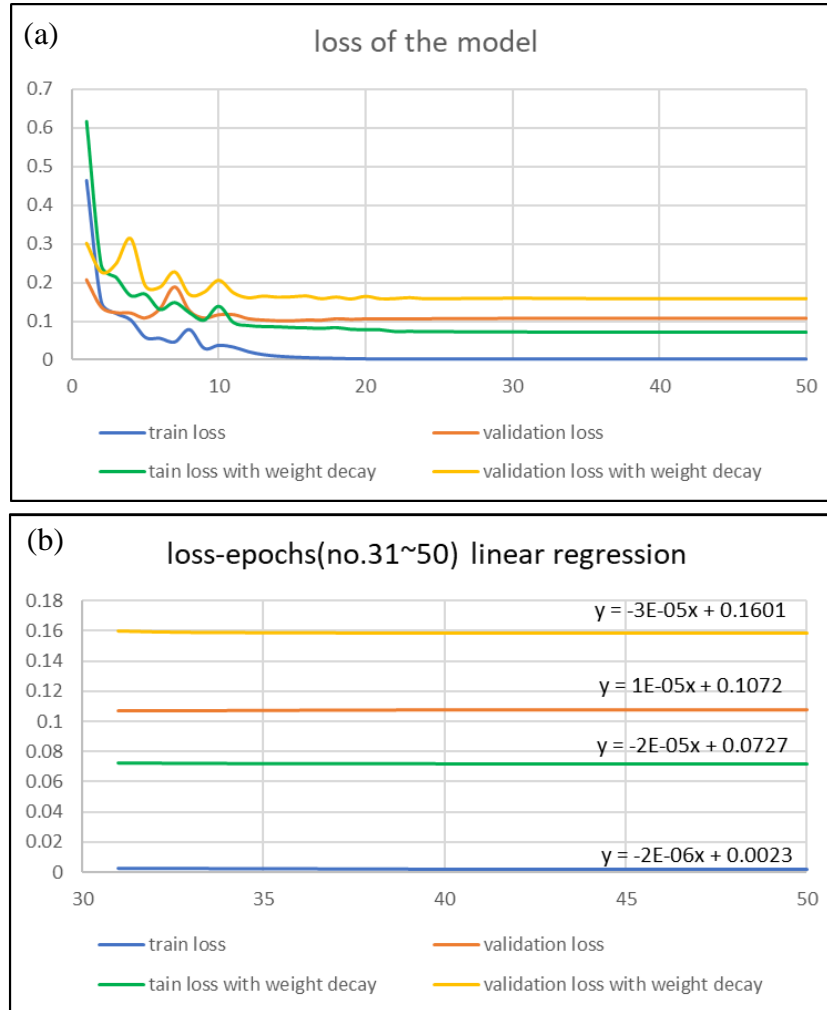 (a)
loss of the model
0.7
0.6
0.5
0.4
0.3
0.2
0.1
0
0 10 20 30 40 50
train loss validation loss
tain loss with weight decay validation loss with weight decay
(b)
loss-epochs(no.31~50) linear regression
0.18
0.16
0.14
0.12
0.1
0.08
0.06
0.04
0.02
0
y = -3E-05x + 0.1601
y = 1E-05x + 0.1072
y = -2E-05x + 0.0727
y = -2E-06x + 0.0023
30 35 40 45 50
train loss validation loss
tain loss with weight decay validation loss with weight decay